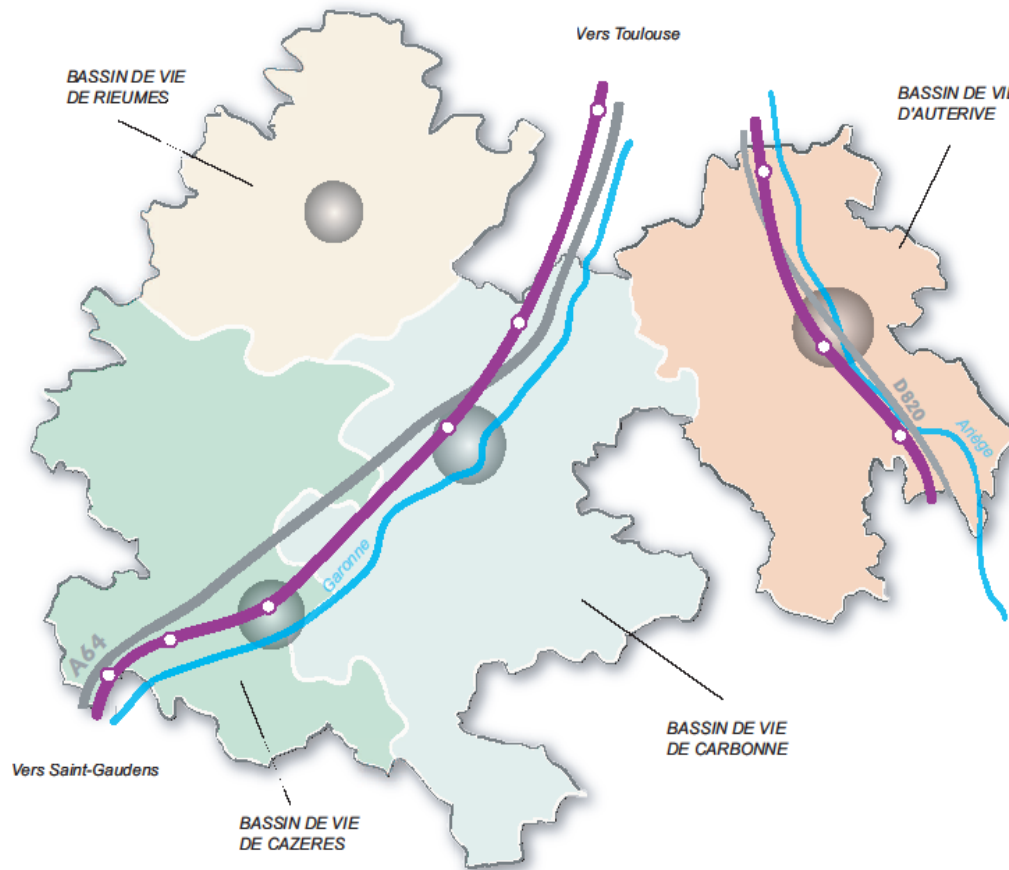 Vers Toulouse
BASSIN DE VIE
DE RIEUMES
BASSIN DE VIE
D'AUTERIVE
D820
Ariège
Garonne
A64
BASSIN DE VIE
DE CARBONNE
Vers Saint-Gaudens
BASSIN DE VIE
DE CAZERES